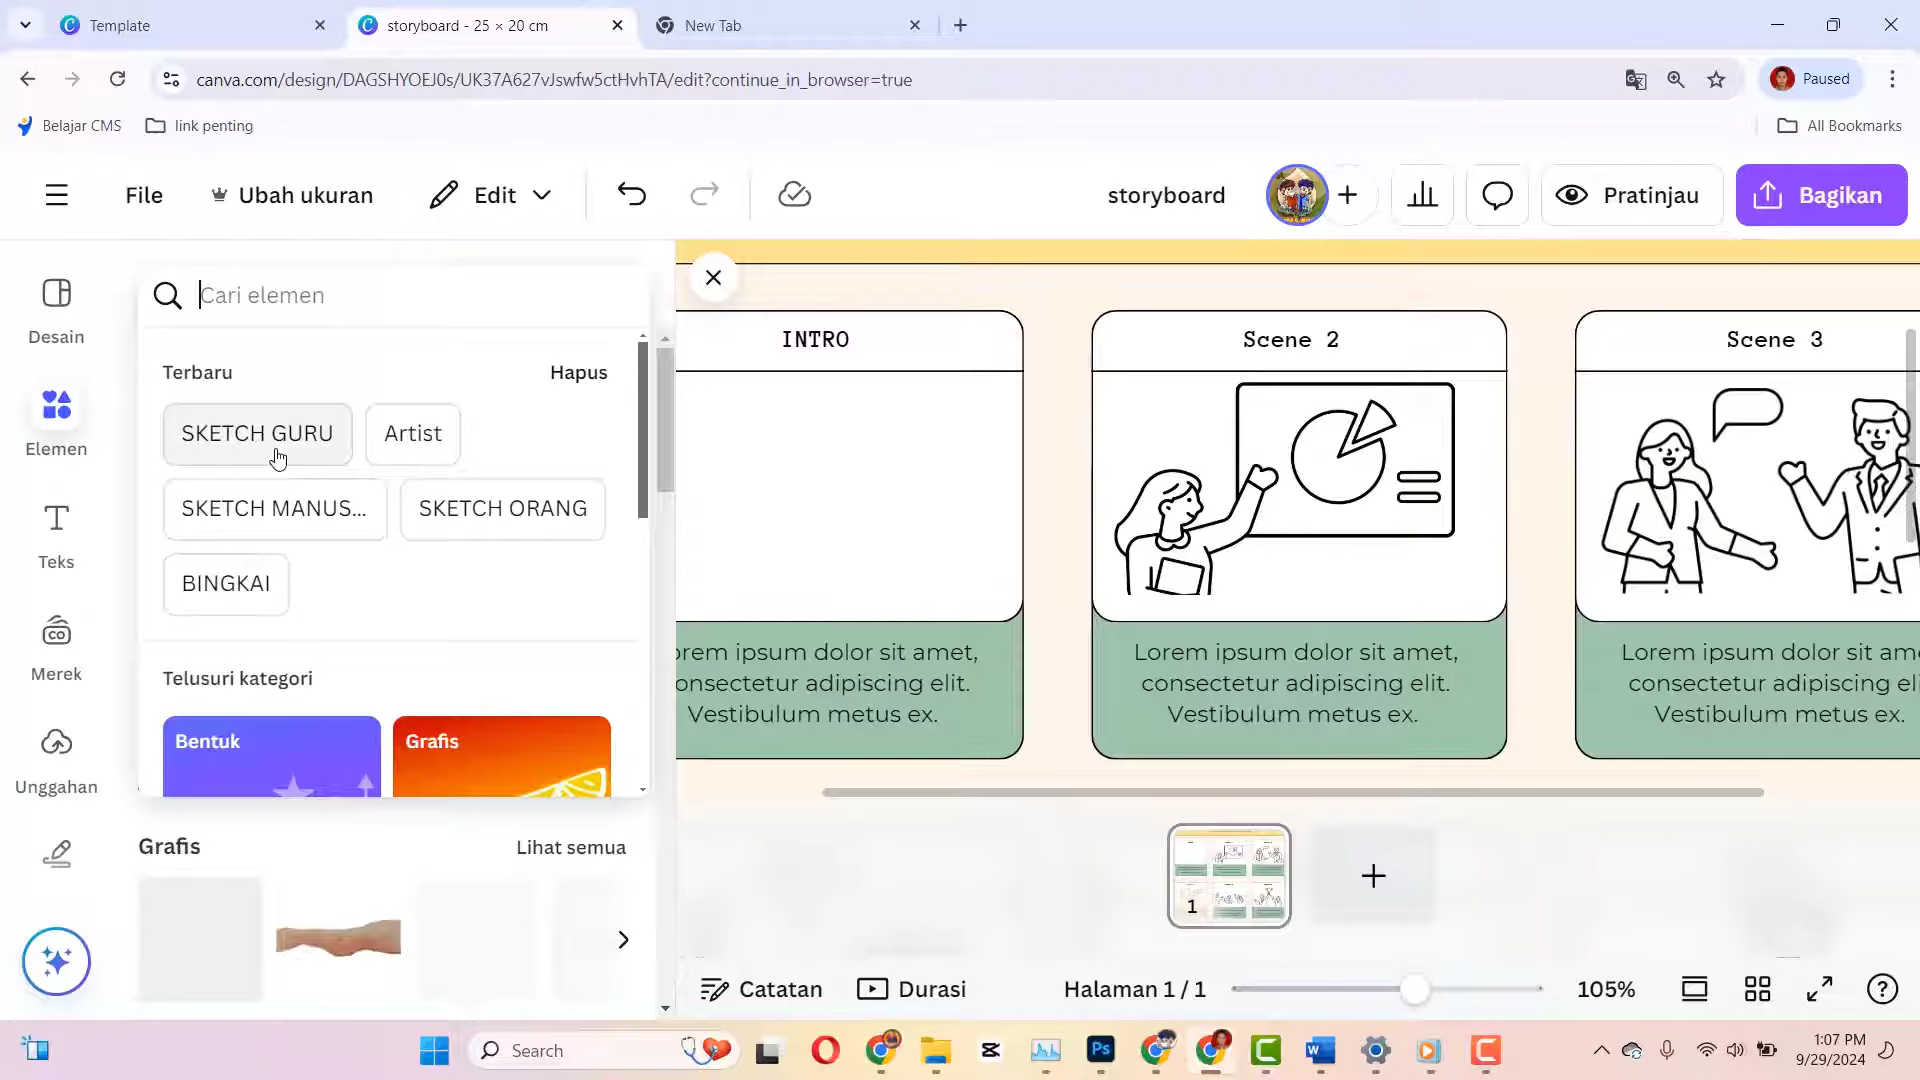 Template
storyboard - 25 × 20 cm
New Tab
canva.com/design/DAGSHYOEJ0s/UK37A627vJswfw5ctHvhTA/edit?continue_in_browser=true
Paused
Belajar CMS
link penting
All Bookmarks
File
Ubah ukuran
Edit
storyboard
Pratinjau
Bagikan
Desain
Elemen
Teks
Merek
Unggahan
Cari elemen
Terbaru
Hapus
SKETCH GURU
Artist
SKETCH MANUS...
SKETCH ORANG
BINGKAI
Telusuri kategori
Bentuk
Grafis
Grafis
Lihat semua
INTRO
orem ipsum dolor sit amet,
onsectetur adipiscing elit.
Vestibulum metus ex.
Scene 2
Lorem ipsum dolor sit amet,
consectetur adipiscing elit.
Vestibulum metus ex.
Scene 3
Lorem ipsum dolor sit am
consectetur adipiscing el
Vestibulum metus ex.
1
Catatan
Durasi
Halaman 1 / 1
105%
Search
1:07 PM
9/29/2024